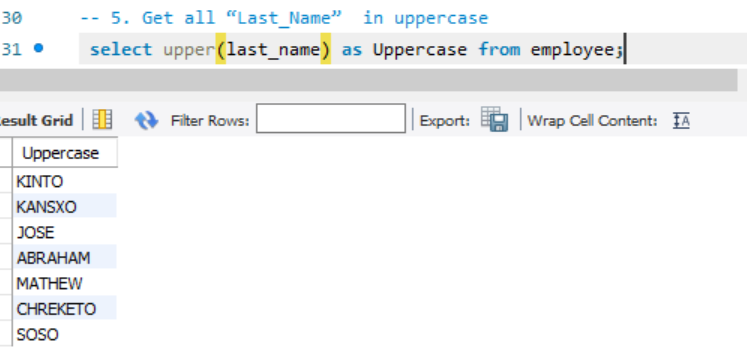 30 -- 5. Get all “Last_Name” in uppercase
31 select upper(last_name) as Uppercase from employee;
esult Grid Filter Rows: Export: Wrap Cell Content: IA
Uppercase
KINTO
KANSXO
JOSE
ABRAHAM
MATHEW
CHREKETO
SOSO